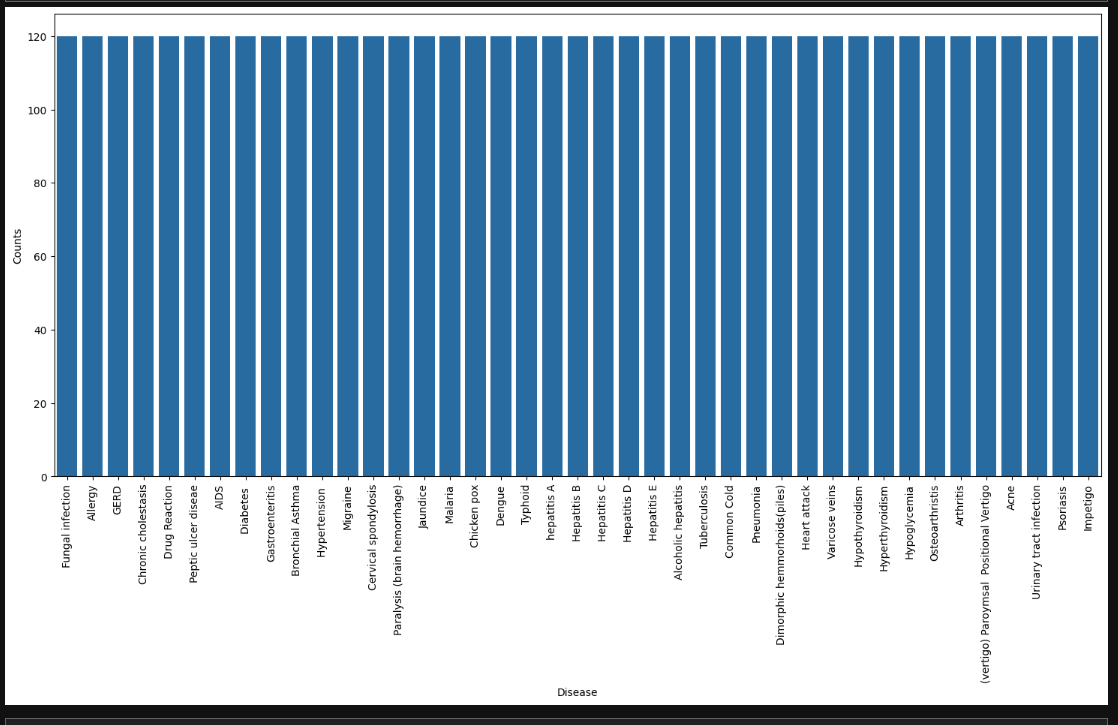 120
100
80
60
40
20
0
Counts
Fungal infection
Allergy
GERD
Chronic cholestasis
Drug Reaction
Peptic ulcer diseae
AIDS
Diabetes
Gastroenteritis
Bronchial Asthma
Hypertension
Migraine
Cervical spondylosis
Paralysis (brain hemorrhage)
Jaundice
Malaria
Chicken pox
Dengue
Typhoid
hepatitis A
Hepatitis B
Hepatitis C
Hepatitis D
Hepatitis E
Alcoholic hepatitis
Tuberculosis
Common Cold
Pneumonia
Dimorphic hemmorhoids(piles)
Heart attack
Varicose veins
Hypothyroidism
Hyperthyroidism
Hypoglycemia
Osteoarthristis
Arthritis
(vertigo) Paroymsal  Positional Vertigo
Acne
Urinary tract infection
Psoriasis
Impetigo
Disease